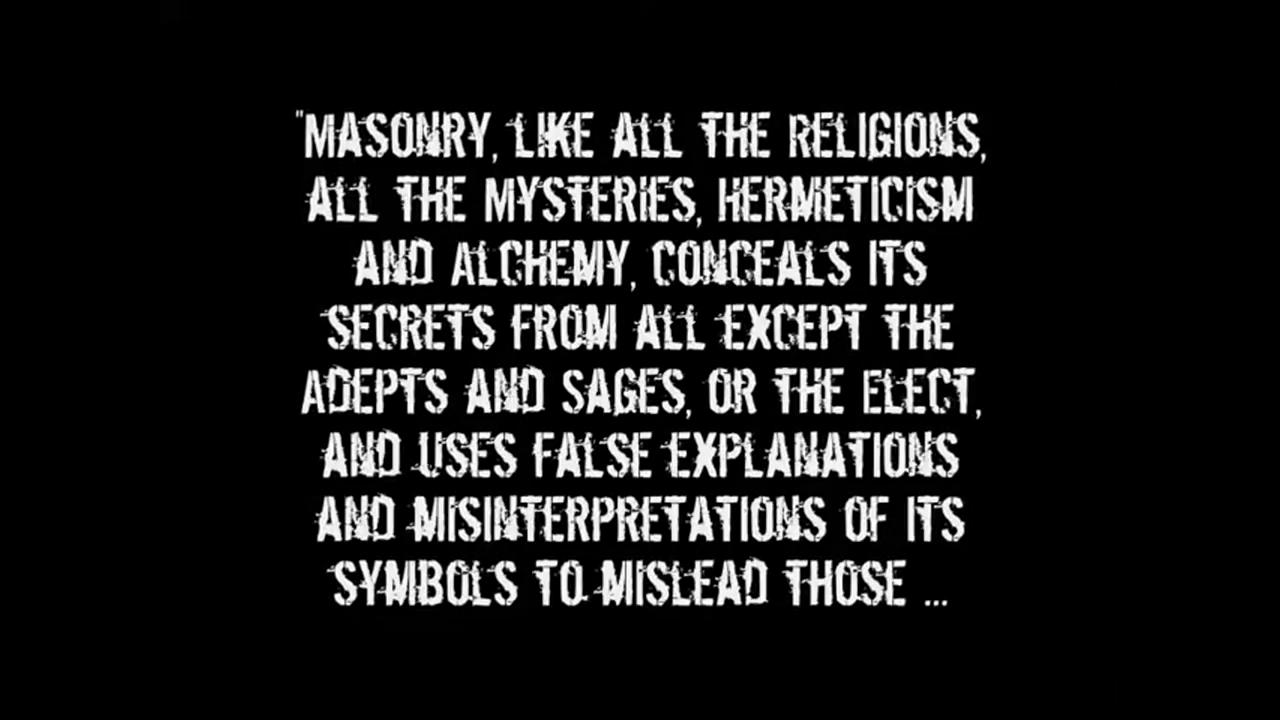 "MASONRY, LIKE ALL THE RELIGIONS,
ALL THE MYSTERIES, HERMETICISM
AND ALCHEMY, CONCEALS ITS
SECRETS FROM ALL EXCEPT THE
ADEPTS AND SAGES, OR THE ELECT,
AND USES FALSE EXPLANATIONS
AND MISINTERPRETATIONS OF ITS
SYMBOLS TO MISLEAD THOSE ...